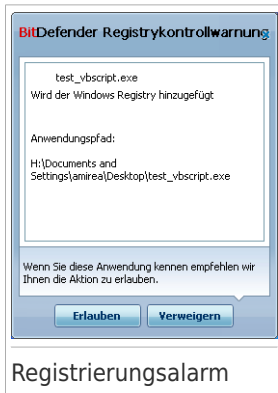 BitDefender Registrykontrollwarnung
test_vbscript.exe
Wird der Windows Registry hinzugefügt
Anwendungspfad:
H:\Documents and
Settings\amirea\Desktop\test_vbscript.exe
Wenn Sie diese Anwendung kennen empfehlen wir
Ihnen die Aktion zu erlauben.
Erlauben
Verweigern
Registrierungsalarm